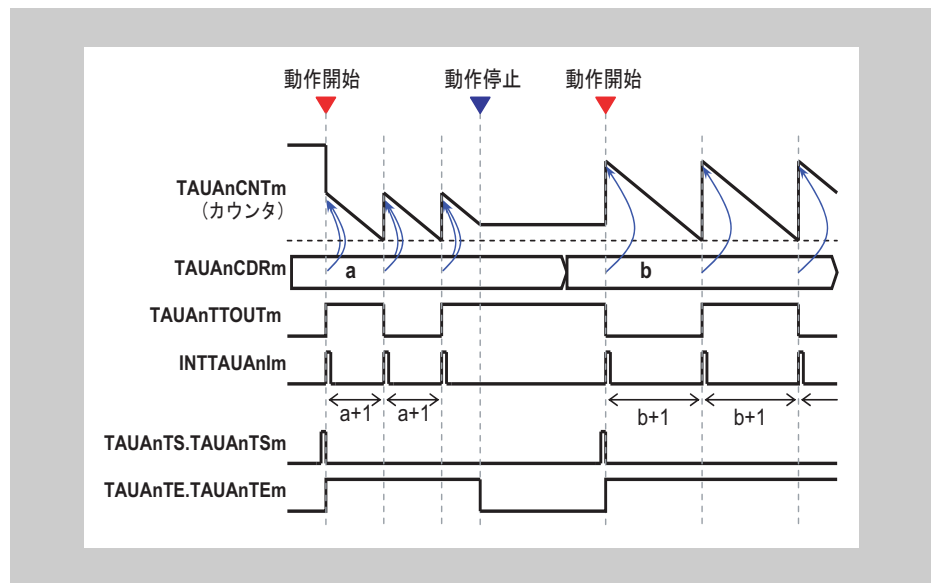 動作開始 動作停止 動作開始
TAUAnCNTm
（カウンタ）
TAUAnCDRm a b
TAUAnTTOUTm
INTTAUAnIm
a+1 a+1 b+1 b+1
TAUAnTS.TAUAnTSm
TAUAnTE.TAUAnTEm